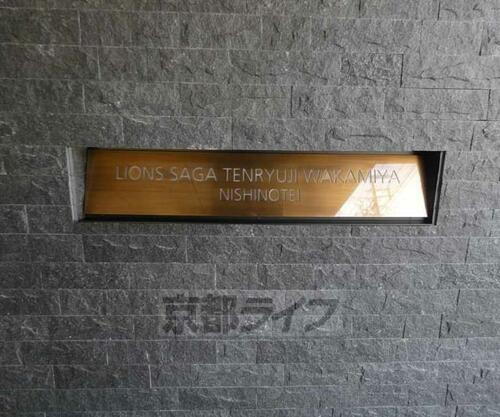 LIONS SAGA TENRYUJI WAKAMIYA
NISHINOTEI
京都ライフ